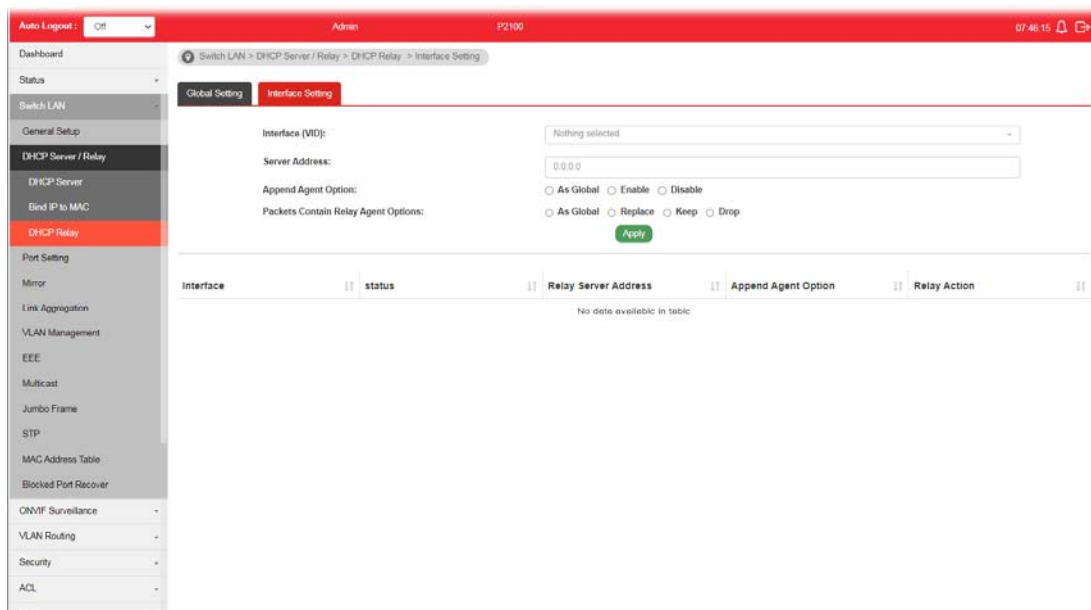 Auto Logout : Off Admin P2100 07:46:15
Dashboard
Status
Switch LAN
General Setup
DHCP Server / Relay
DHCP Server
Bind IP to MAC
DHCP Relay
Port Setting
Mirror
Link Aggregation
VLAN Management
EEE
Multicast
Jumbo Frame
STP
MAC Address Table
Blocked Port Recover
ONVIF Surveillance
VLAN Routing
Security
ACL
Switch LAN > DHCP Server / Relay > DHCP Relay > Interface Setting
Global Setting Interface Setting
Interface (VID): Nothing selected
Server Address: 0.0.0.0
Append Agent Option: As Global Enable Disable
Packets Contain Relay Agent Options: As Global Replace Keep Drop
Apply
Interface status Relay Server Address Append Agent Option Relay Action
No data available in table